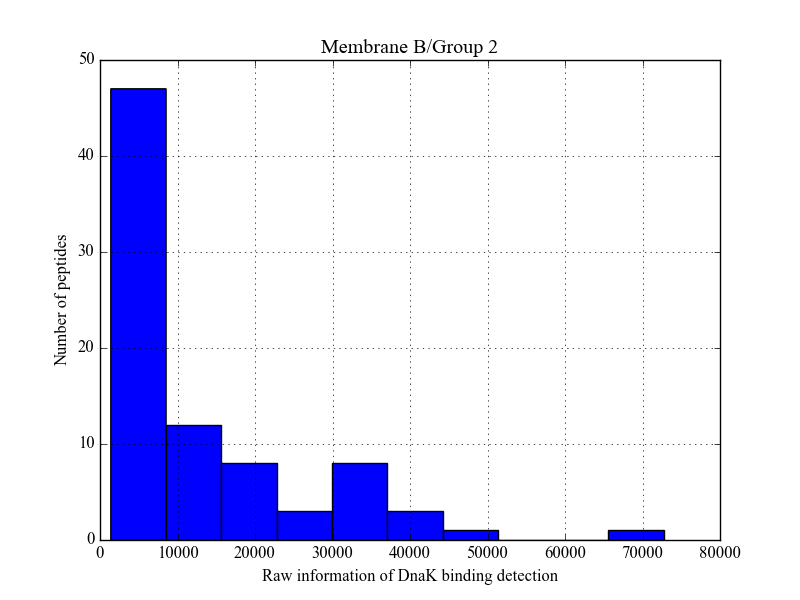 Membrane B/Group 2
50
40
30
20
10
0
Number of peptides
0 10000 20000 30000 40000 50000 60000 70000 80000
Raw information of DnaK binding detection